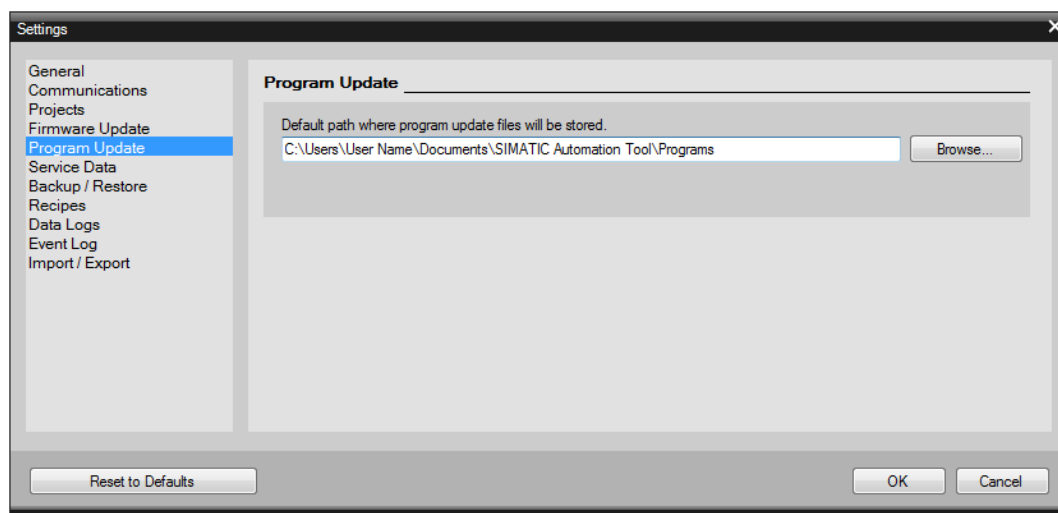 Settings
General
Communications
Projects
Firmware Update
Program Update
Service Data
Backup / Restore
Recipes
Data Logs
Event Log
Import / Export
Program Update
Default path where program update files will be stored.
C:\Users\User Name\Documents\SIMATIC Automation Tool\Programs
Browse...
Reset to Defaults
OK
Cancel